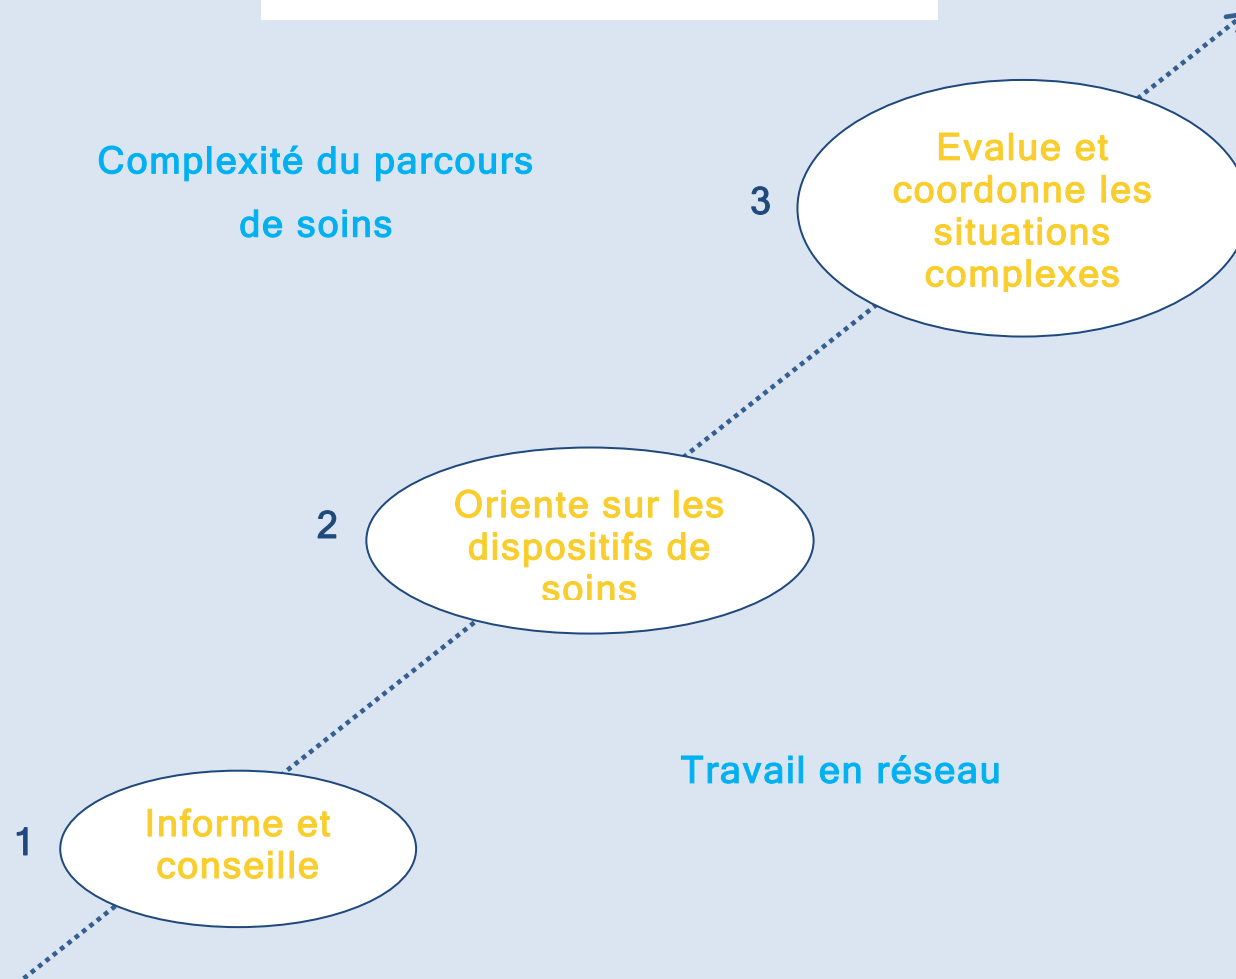 Complexité du parcours
de soins
3
Evalue et
coordonne les
situations
complexes
2
Oriente sur les
dispositifs de
soins
Travail en réseau
1
Informe et
conseille